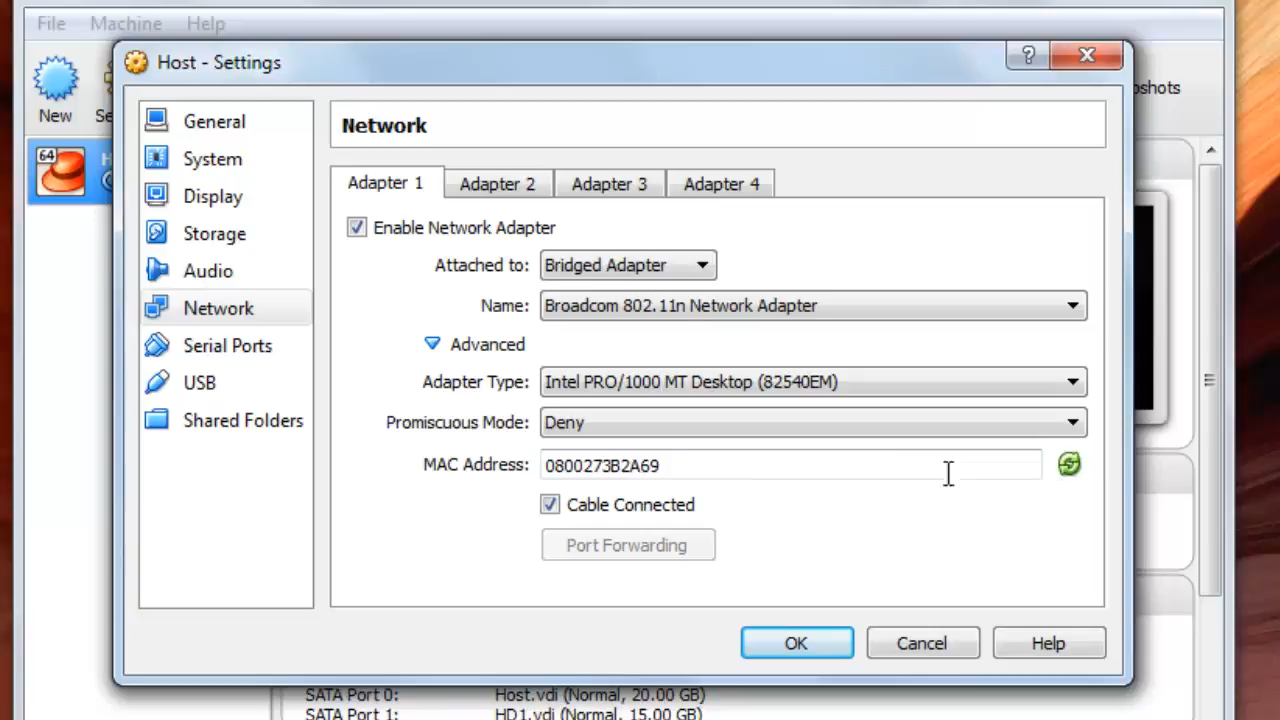 File Machine Help
Host - Settings
New
pshots
64
General
System
Display
Storage
Audio
Network
Serial Ports
USB
Shared Folders
Network
Adapter 1 Adapter 2 Adapter 3 Adapter 4
Enable Network Adapter
Attached to: Bridged Adapter
Name: Broadcom 802.11n Network Adapter
Advanced
Adapter Type: Intel PRO/1000 MT Desktop (82540EM)
Promiscuous Mode: Deny
MAC Address: 0800273B2A69
Cable Connected
Port Forwarding
OK Cancel Help
SATA Port 0: Host.vdi (Normal, 20.00 GB)
SATA Port 1: HD1.vdi (Normal, 15.00 GB)